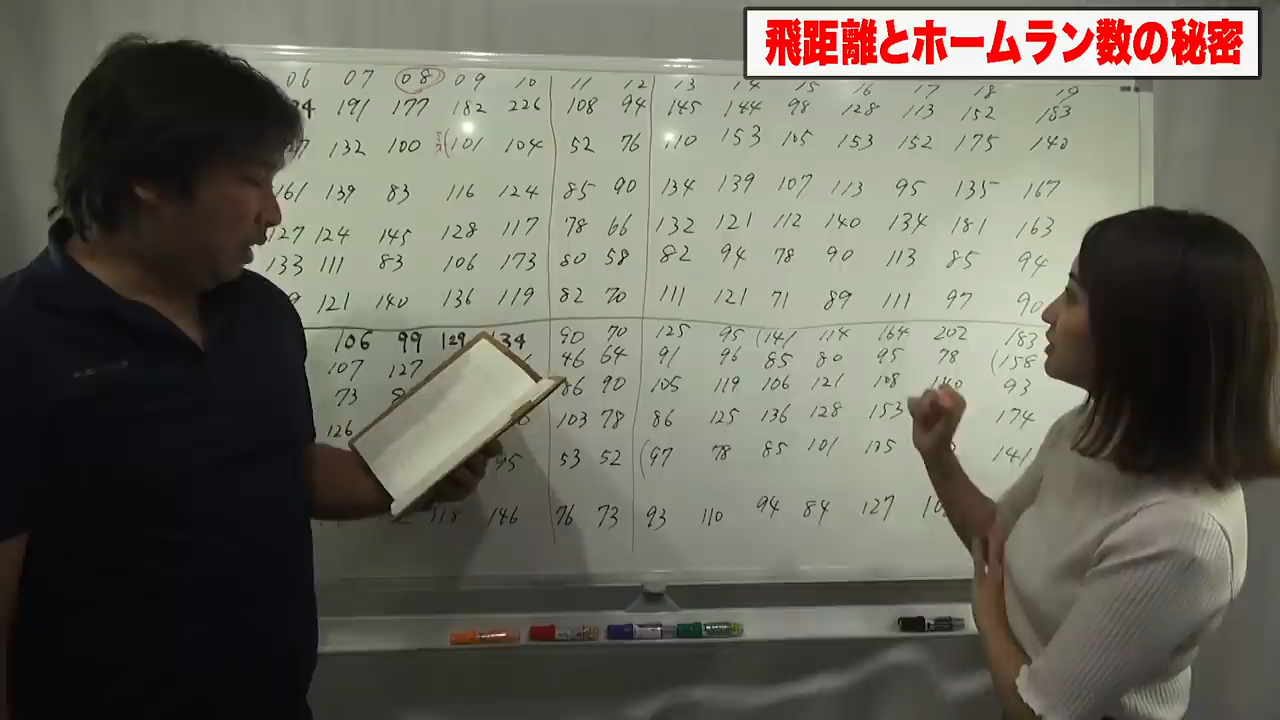 飛距離とホームラン数の秘密
06 07 08 09 10 11 12 13 14 15 16 17 18 19
191 177 182 226 108 94 145 144 98 128 113 152 183
132 100 (101 104 52 76 110 153 105 153 152 175 140
161 139 83 116 124 85 90 134 139 107 113 95 135 167
127 124 145 128 117 78 66 132 121 112 140 134 181 163
133 111 83 106 173 80 58 82 94 78 90 113 85 94
121 140 136 119 82 70 111 121 71 89 111 97 90
106 99 129 134 90 70 125 95 (141 114 164 202 183
107 127 46 64 91 96 85 80 95 78 (158
73 86 90 105 119 106 121 108 93
126 103 78 86 125 136 128 153 174
95 53 52 (97 78 85 101 141
118 146 76 73 93 110 94 84 127